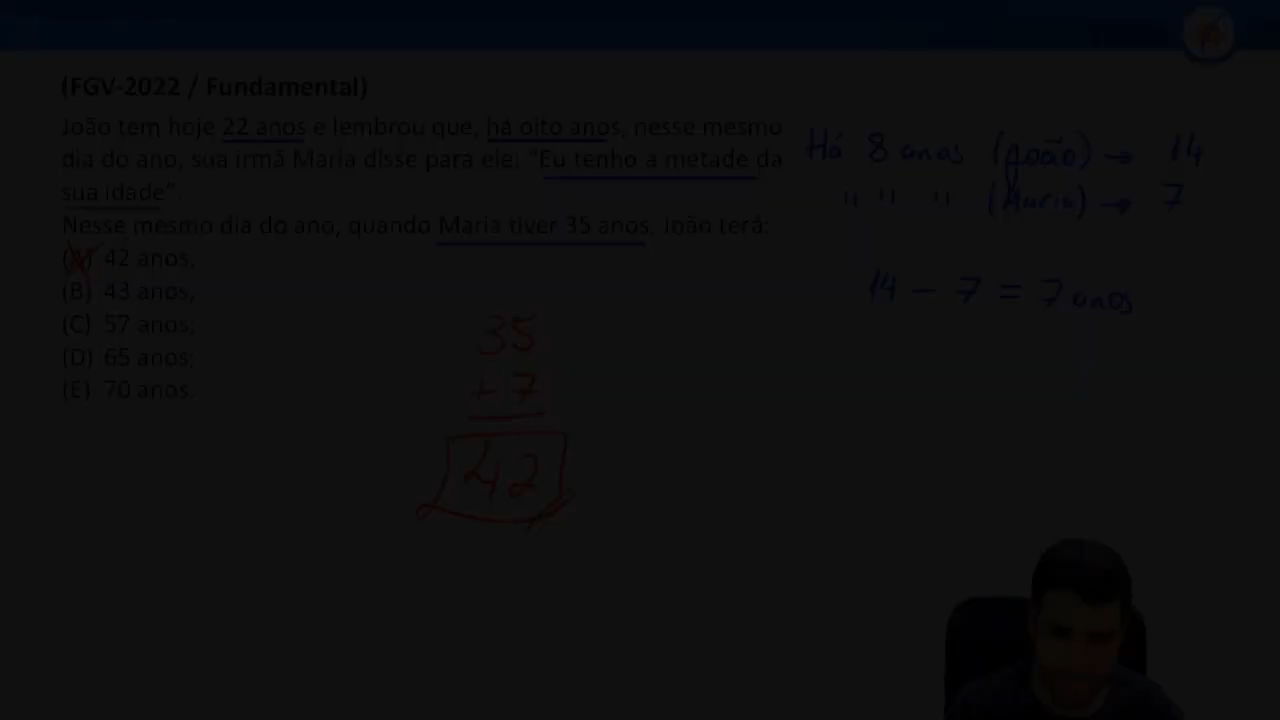 (FGV-2022 / Fundamental)
João tem hoje 22 anos e lembrou que, há oito anos, nesse mesmo
dia do ano, sua irmã Maria disse para ele: "Eu tenho a metade da
sua idade".
Nesse mesmo dia do ano, quando Maria tiver 35 anos, João terá:
(A) 42 anos;
(B) 43 anos;
(C) 57 anos;
(D) 65 anos;
(E) 70 anos.
Há 8 anos (João) → 14
" " " (Maria) → 7
14 - 7 = 7 anos
35
+ 7
42